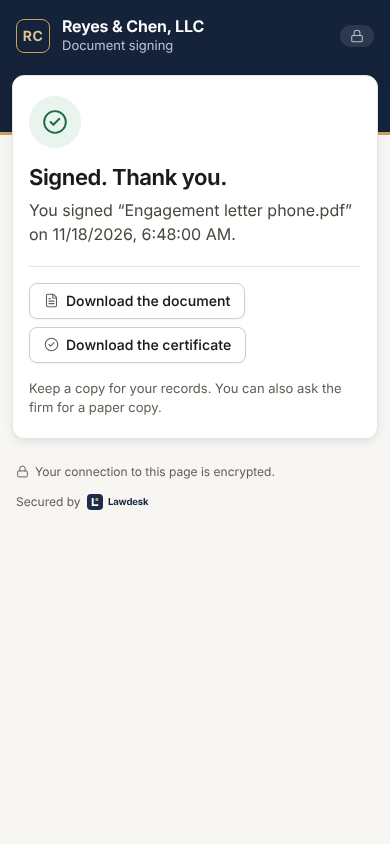 RC
Reyes & Chen, LLC
Document signing
Signed. Thank you.
You signed “Engagement letter phone.pdf”
on 11/18/2026, 6:48:00 AM.
Download the document
Download the certificate
Keep a copy for your records. You can also ask the
firm for a paper copy.
Your connection to this page is encrypted.
Secured by Lawdesk